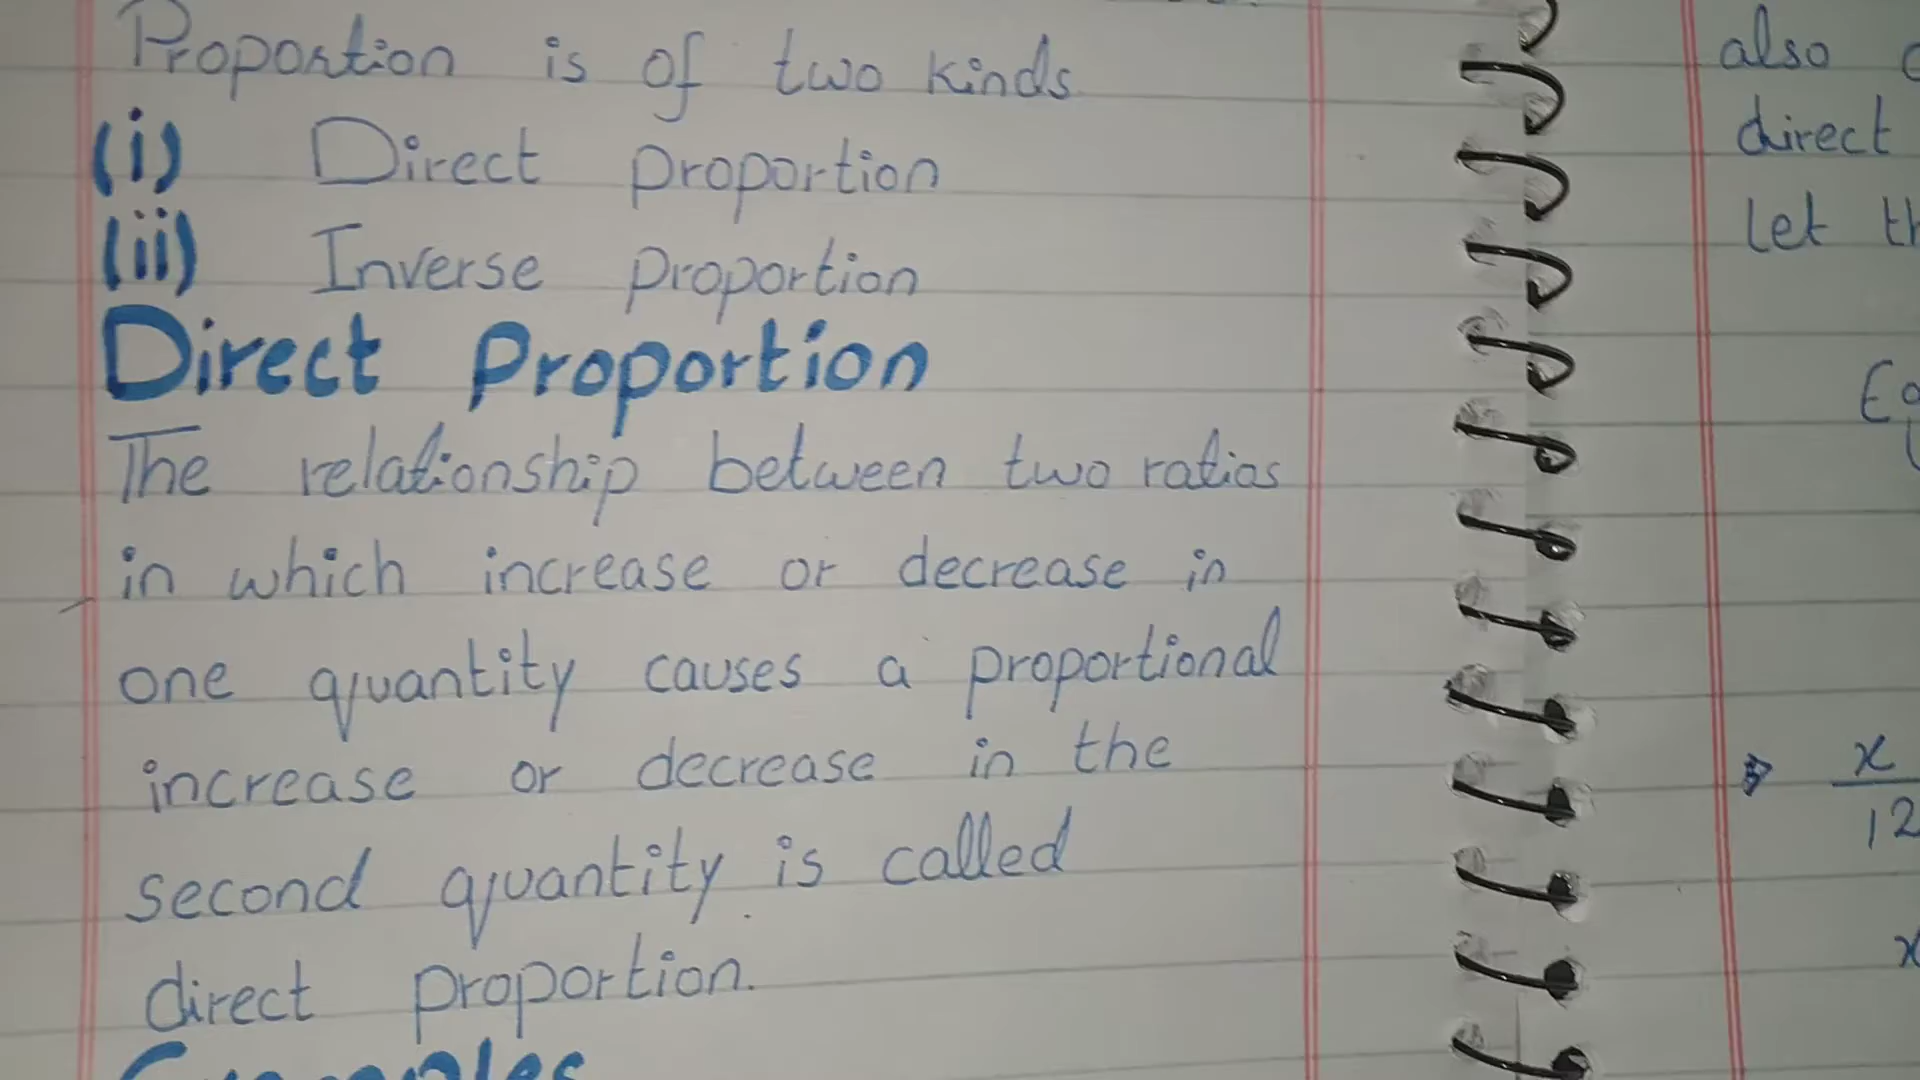 Proportion is of two kinds
(i) Direct proportion
(ii) Inverse proportion
Direct Proportion
The relationship between two ratios
in which increase or decrease in
one quantity causes a proportional
increase or decrease in the
second quantity is called
direct proportion.
Examples
also
direct
let
x
12
x